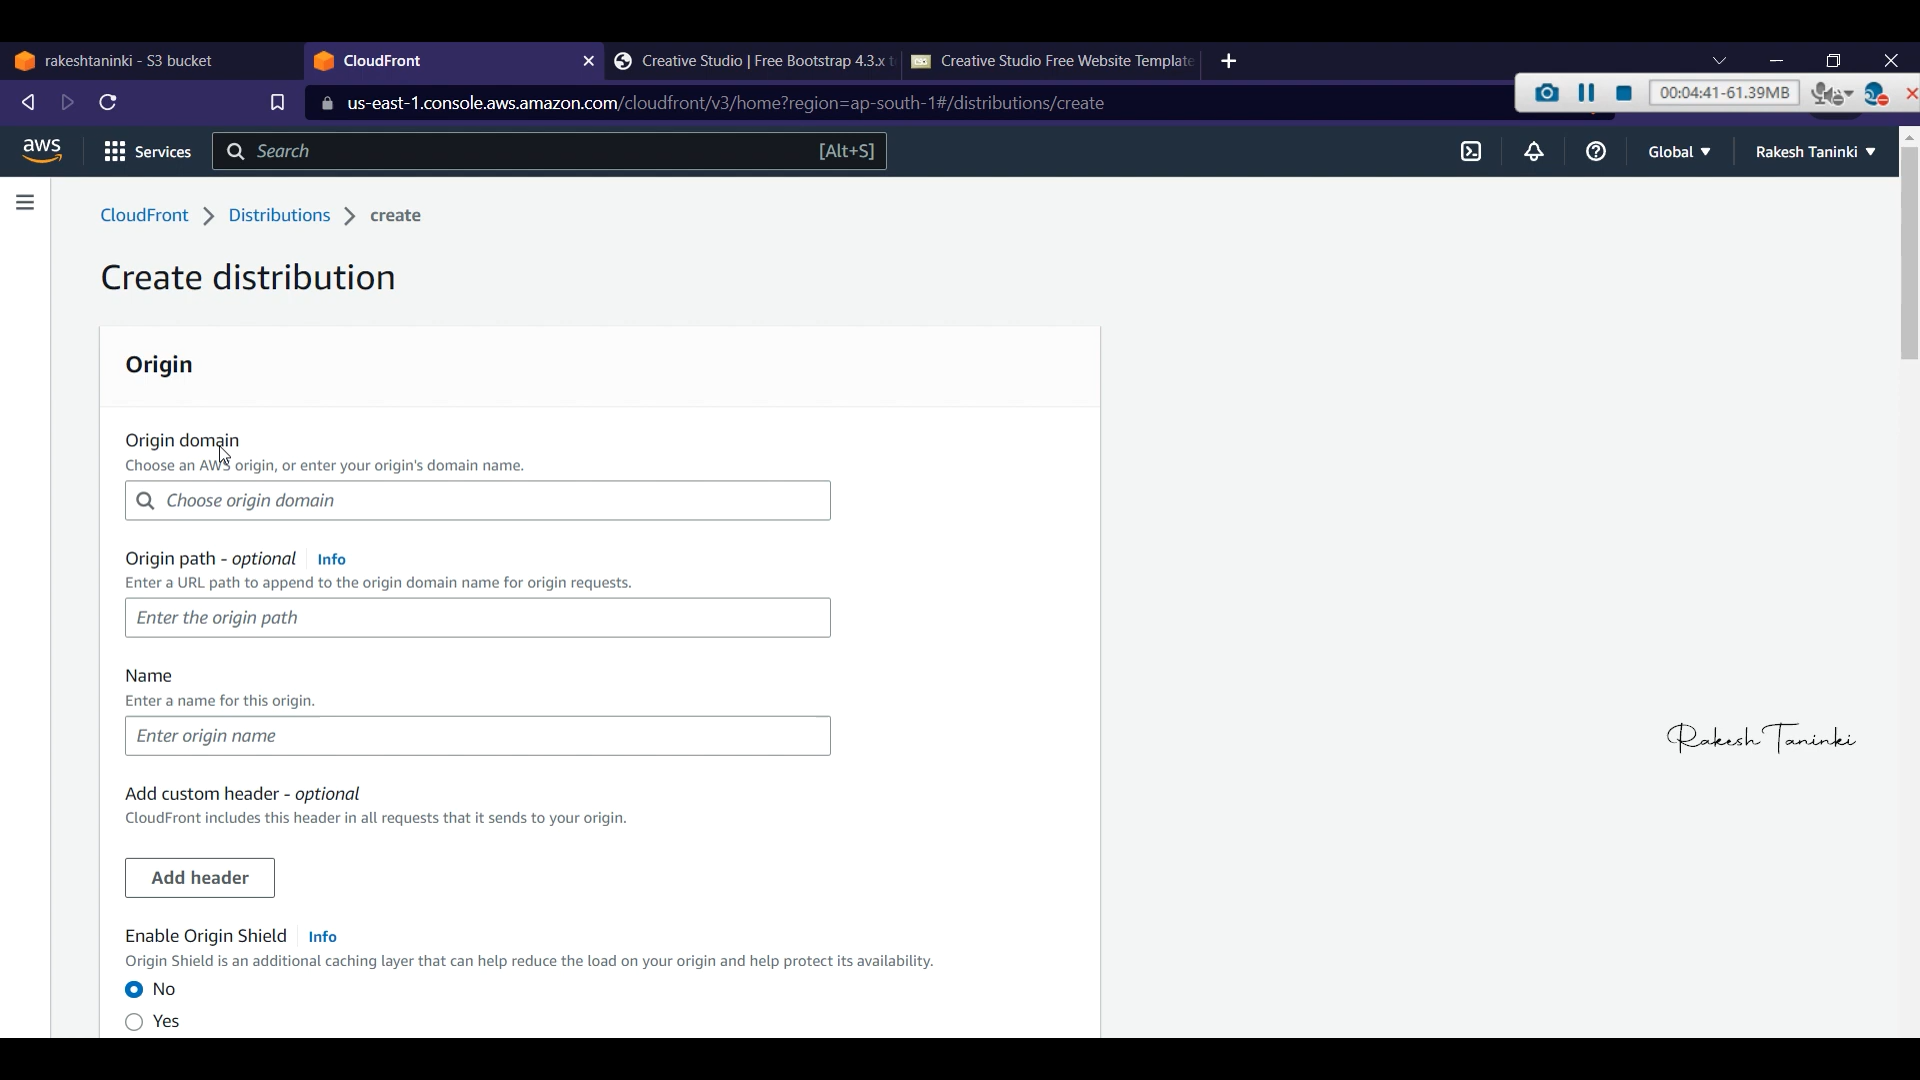 rakeshtaninki - S3 bucket
CloudFront
Creative Studio | Free Bootstrap 4.3.x t
Creative Studio Free Website Template
us-east-1.console.aws.amazon.com/cloudfront/v3/home?region=ap-south-1#/distributions/create
00:04:41-61.39MB
aws
Services
Search
[Alt+S]
Global
Rakesh Taninki
CloudFront
Distributions
create
Create distribution
Origin
Origin domain
Choose an AWS origin, or enter your origin's domain name.
Choose origin domain
Origin path - optional
Info
Enter a URL path to append to the origin domain name for origin requests.
Enter the origin path
Name
Enter a name for this origin.
Enter origin name
Rakesh Taninki
Add custom header - optional
CloudFront includes this header in all requests that it sends to your origin.
Add header
Enable Origin Shield
Info
Origin Shield is an additional caching layer that can help reduce the load on your origin and help protect its availability.
No
Yes